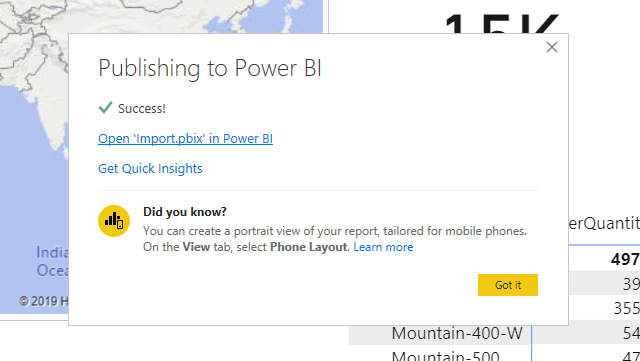 15K
Publishing to Power BI
Success!
Open 'Import.pbix' in Power BI
Get Quick Insights
Did you know?
You can create a portrait view of your report, tailored for mobile phones.
On the View tab, select Phone Layout. Learn more
Got it
India
Ocea
© 2019 H
erQuantit
497
39
355
Mountain-400-W
54
Mountain-500
47